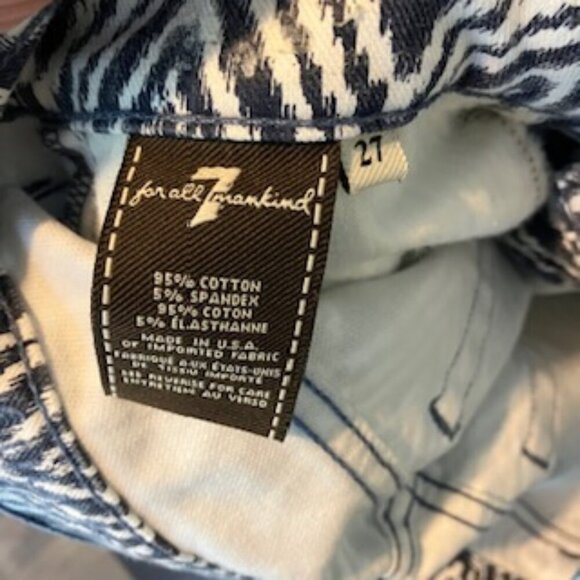 7
for all mankind
27
95% COTTON
5% SPANDEX
95% COTON
5% ÉLASTHANNE
MADE IN U.S.A.
OF IMPORTED FABRIC
FABRIQUÉ AUX ÉTATS-UNIS
DE TISSU IMPORTÉ
SEE REVERSE FOR CARE
ENTRETIEN AU VERSO